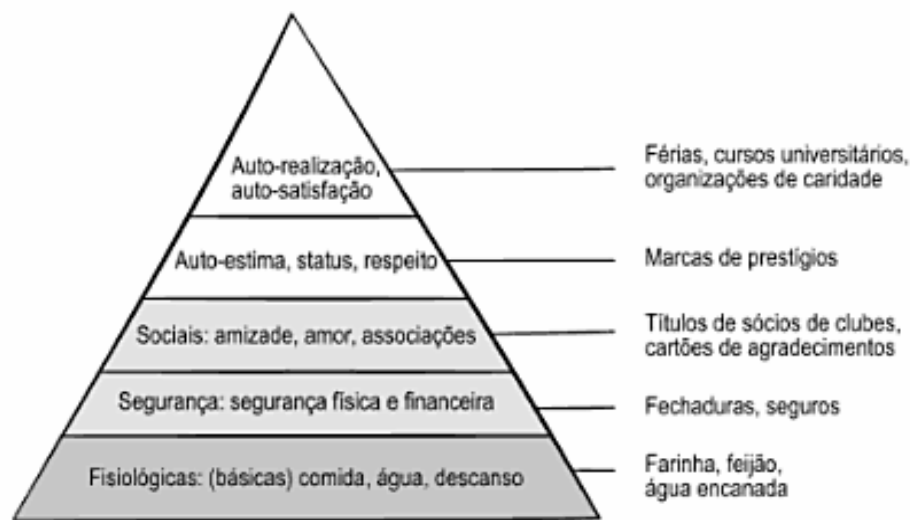 Auto-realização,
auto-satisfação
Férias, cursos universitários,
organizações de caridade
Auto-estima, status, respeito
Marcas de prestígios
Sociais: amizade, amor, associações
Títulos de sócios de clubes,
cartões de agradecimentos
Segurança: segurança física e financeira
Fechaduras, seguros
Fisiológicas: (básicas) comida, água, descanso
Farinha, feijão,
água encanada